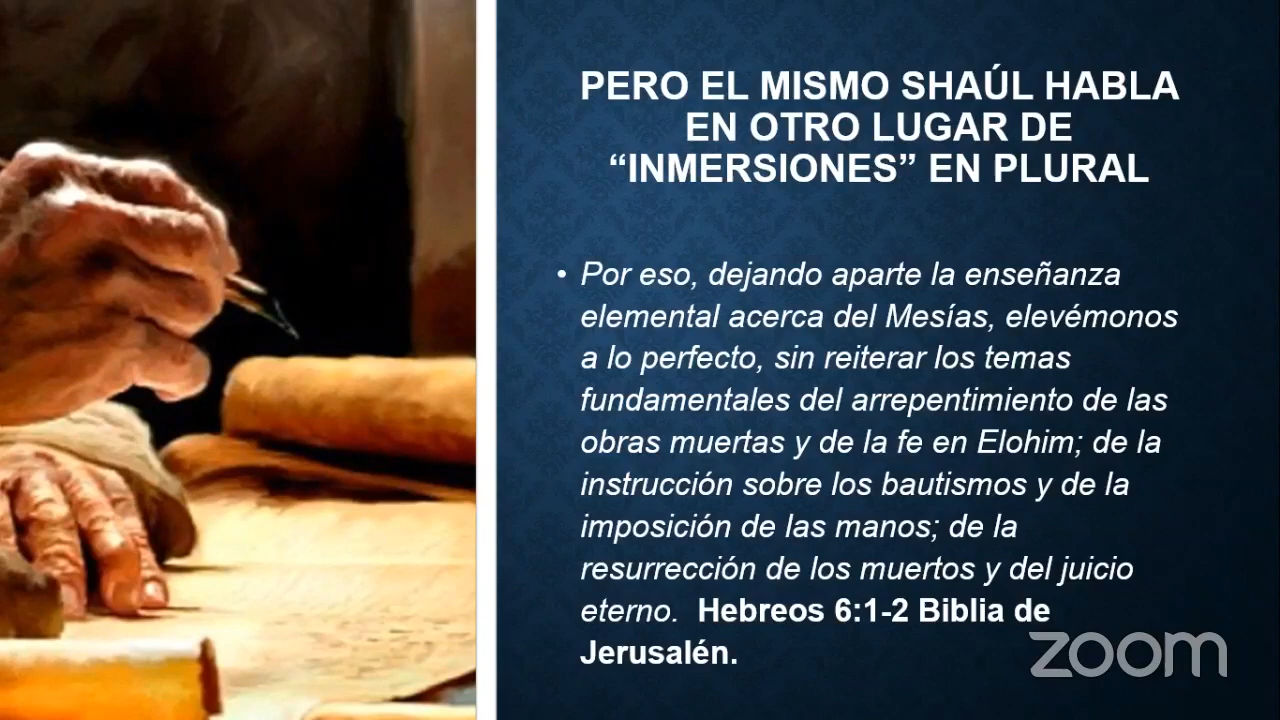 PERO EL MISMO SHAÚL HABLA
EN OTRO LUGAR DE
“INMERSIONES” EN PLURAL
• Por eso, dejando aparte la enseñanza
elemental acerca del Mesías, elevémonos
a lo perfecto, sin reiterar los temas
fundamentales del arrepentimiento de las
obras muertas y de la fe en Elohim; de la
instrucción sobre los bautismos y de la
imposición de las manos; de la
resurrección de los muertos y del juicio
eterno. Hebreos 6:1-2 Biblia de
Jerusalén.
zoom